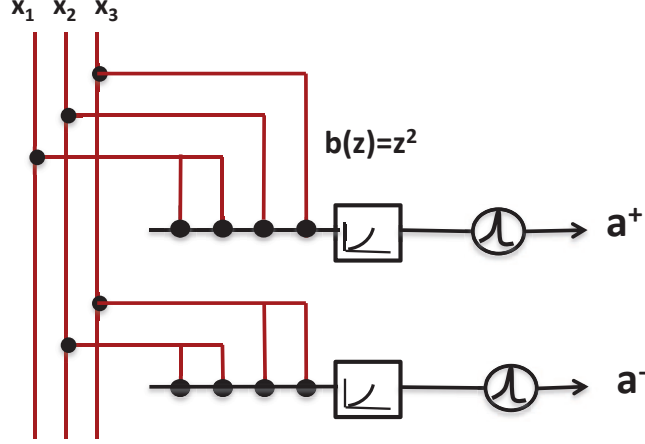 x₁ x₂ x₃
b(z)=z²
a⁺
a⁻